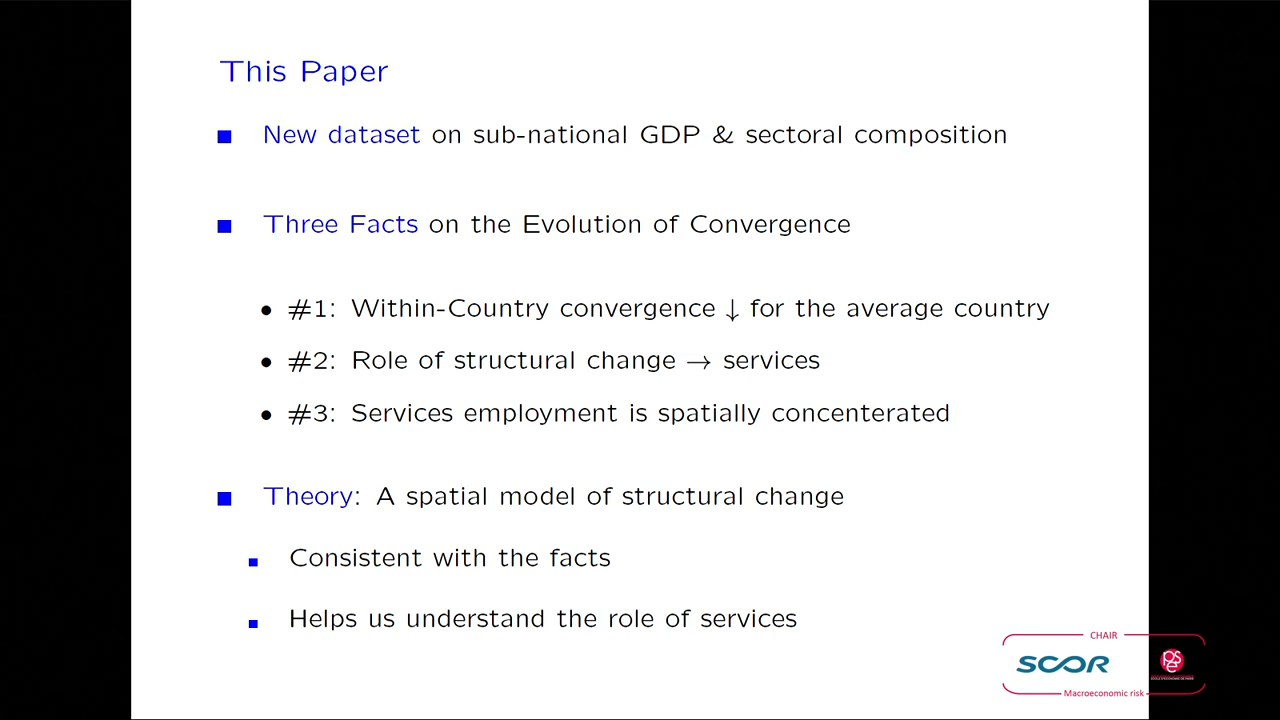 This Paper
New dataset on sub-national GDP & sectoral composition
Three Facts on the Evolution of Convergence
#1: Within-Country convergence ↓ for the average country
#2: Role of structural change → services
#3: Services employment is spatially concenterated
Theory: A spatial model of structural change
Consistent with the facts
Helps us understand the role of services
CHAIR
SCOR
pse
Macroeconomic risk